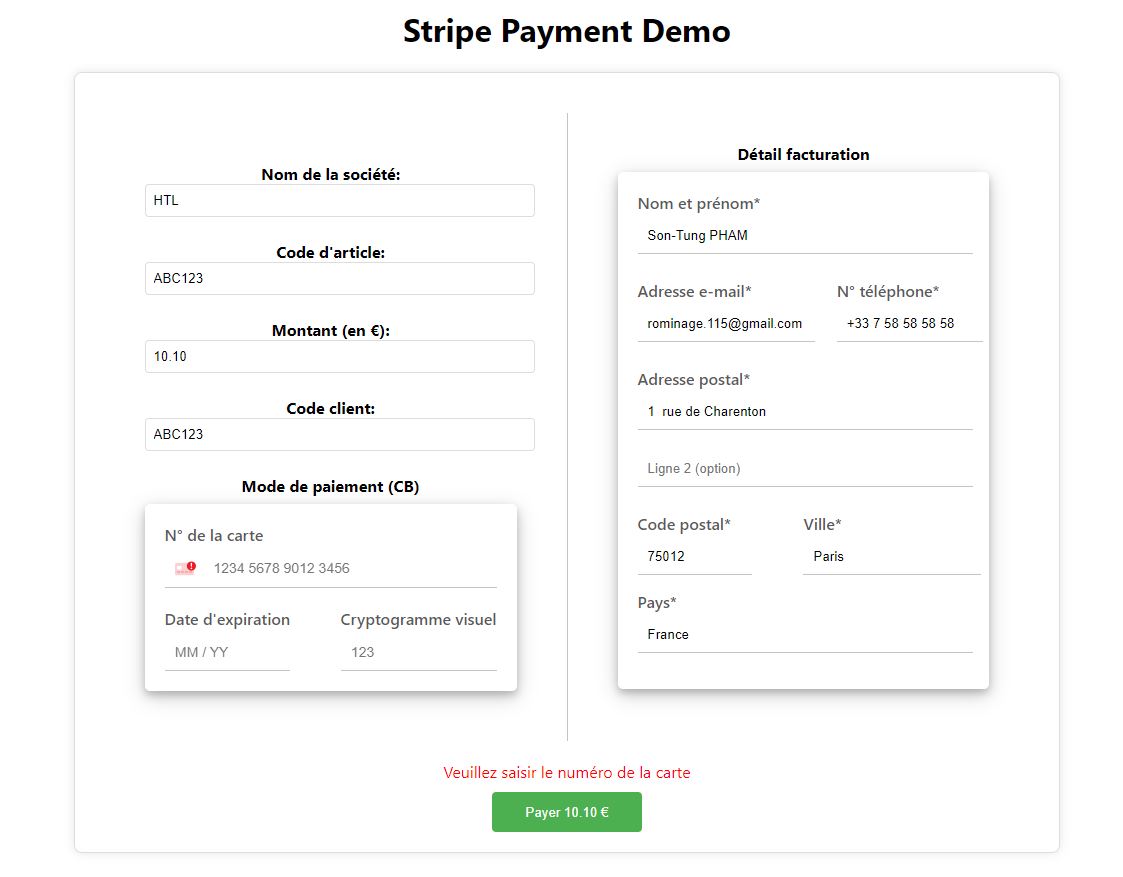 Stripe Payment Demo
Nom de la société:
HTL
Code d'article:
ABC123
Montant (en €):
10.10
Code client:
ABC123
Mode de paiement (CB)
N° de la carte
1234 5678 9012 3456
Date d'expiration Cryptogramme visuel
MM / YY 123
Détail facturation
Nom et prénom*
Son-Tung PHAM
Adresse e-mail* N° téléphone*
rominage.115@gmail.com +33 7 58 58 58 58
Adresse postal*
1 rue de Charenton
Ligne 2 (option)
Code postal* Ville*
75012 Paris
Pays*
France
Veuillez saisir le numéro de la carte
Payer 10.10 €